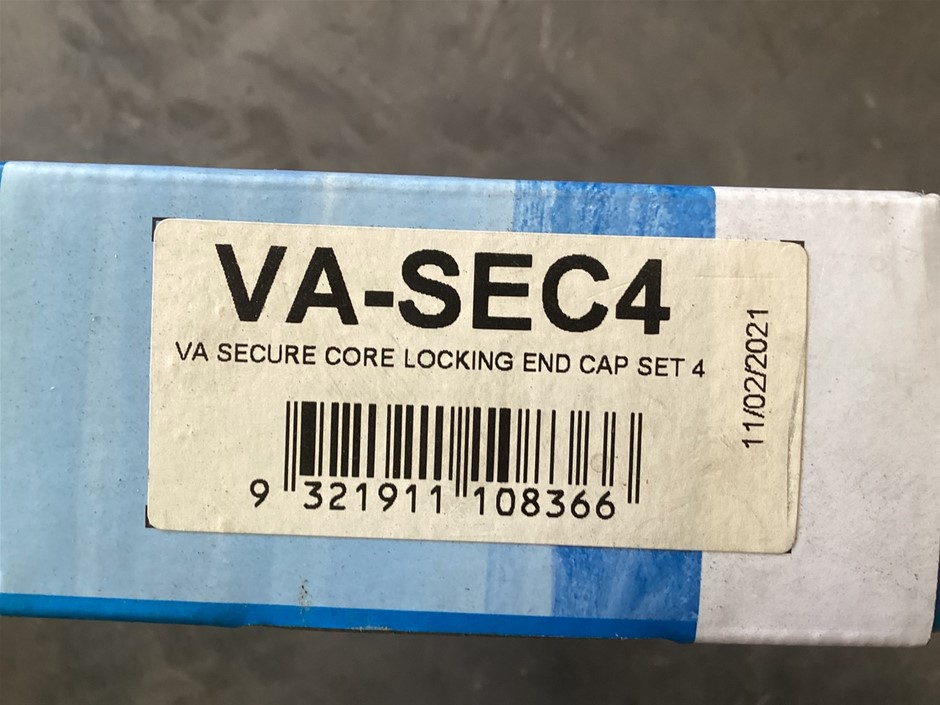 VA-SEC4
VA SECURE CORE LOCKING END CAP SET 4
11/02/2021
9 321911 108366